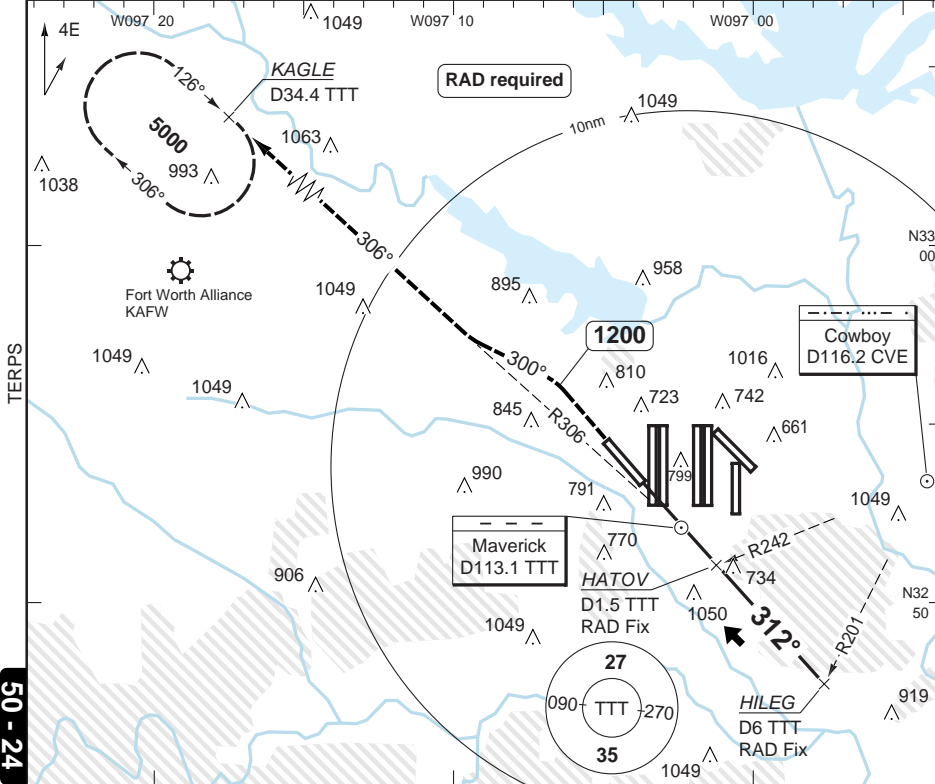 W097 20
W097 10
W097 00
4E
1049
126°
KAGLE
D34.4 TTT
RAD required
1049
10nm
5000
1063
1038
993
306°
306°
N33
00
958
895
Fort Worth Alliance
KAFW
1049
1200
Cowboy
D116.2 CVE
TERPS
1049
300°
810
1016
1049
723
742
845
R306
661
990
799
791
1049
Maverick
D113.1 TTT
770
R242
906
HATOV
D1.5 TTT
RAD Fix
734
1050
N32
50
1049
312°
R201
27
090
TTT
270
35
HILEG
D6 TTT
RAD Fix
919
1049
50 - 24